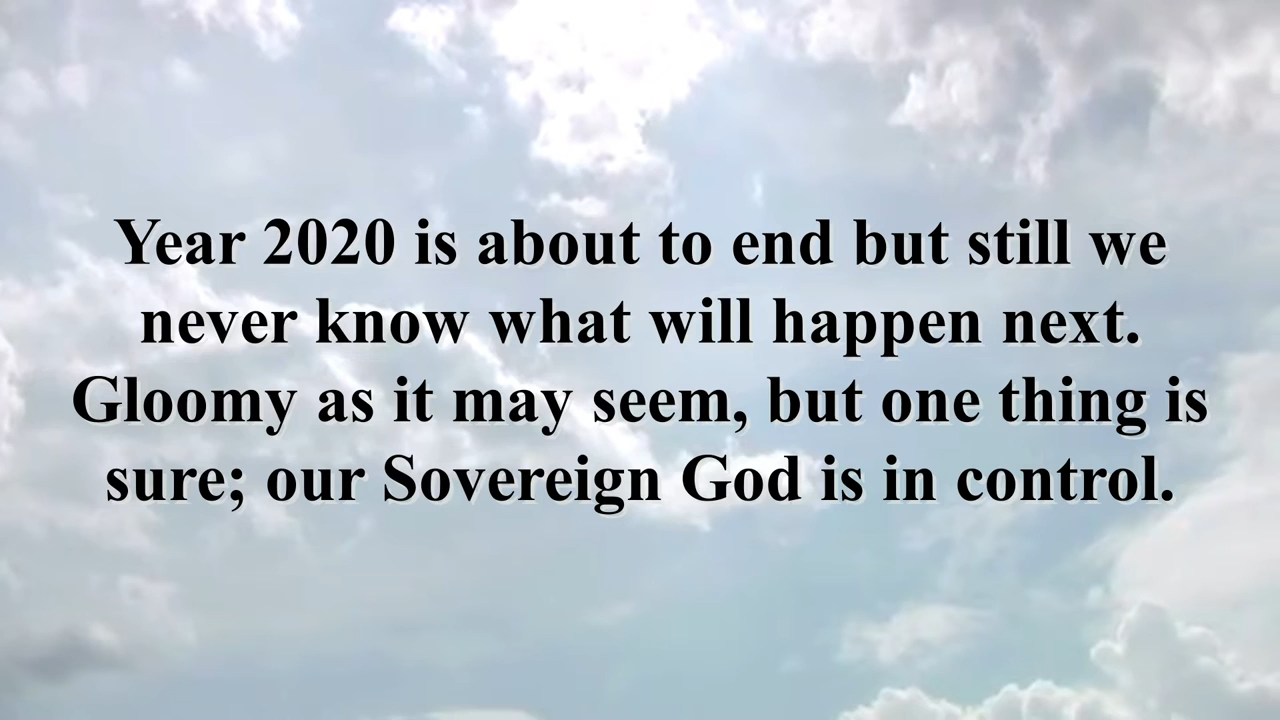 Year 2020 is about to end but still we
never know what will happen next.
Gloomy as it may seem, but one thing is
sure; our Sovereign God is in control.